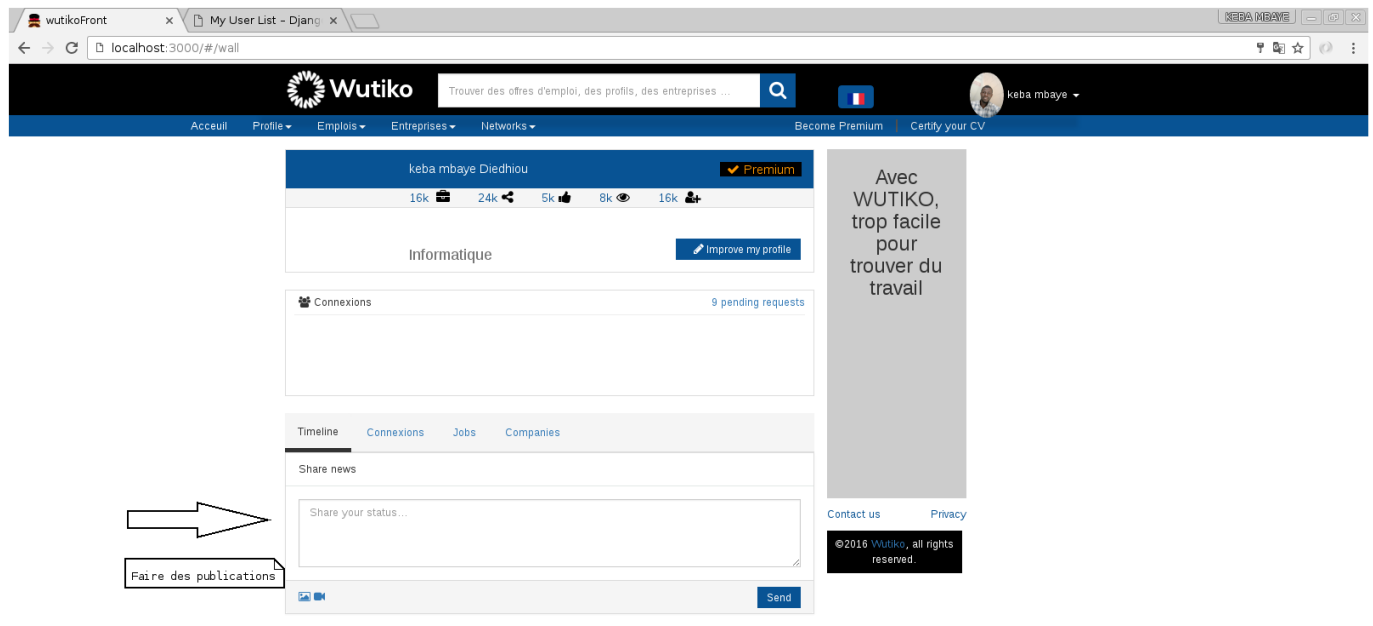 wutikoFront
My User List - Djang
KEBA MBAYE
localhost:3000/#/wall
Wutiko
Trouver des offres d'emploi, des profils, des entreprises ...
keba mbaye
Acceuil Profile Emplois Entreprises Networks Become Premium Certify your CV
keba mbaye Diedhiou
Premium
16k 24k 5k 8k 16k
Informatique
Improve my profile
Connexions
9 pending requests
Avec
WUTIKO,
trop facile
pour
trouver du
travail
Timeline Connexions Jobs Companies
Share news
Share your status...
Faire des publications
Send
Contact us Privacy
©2016 Wutiko, all rights
reserved.